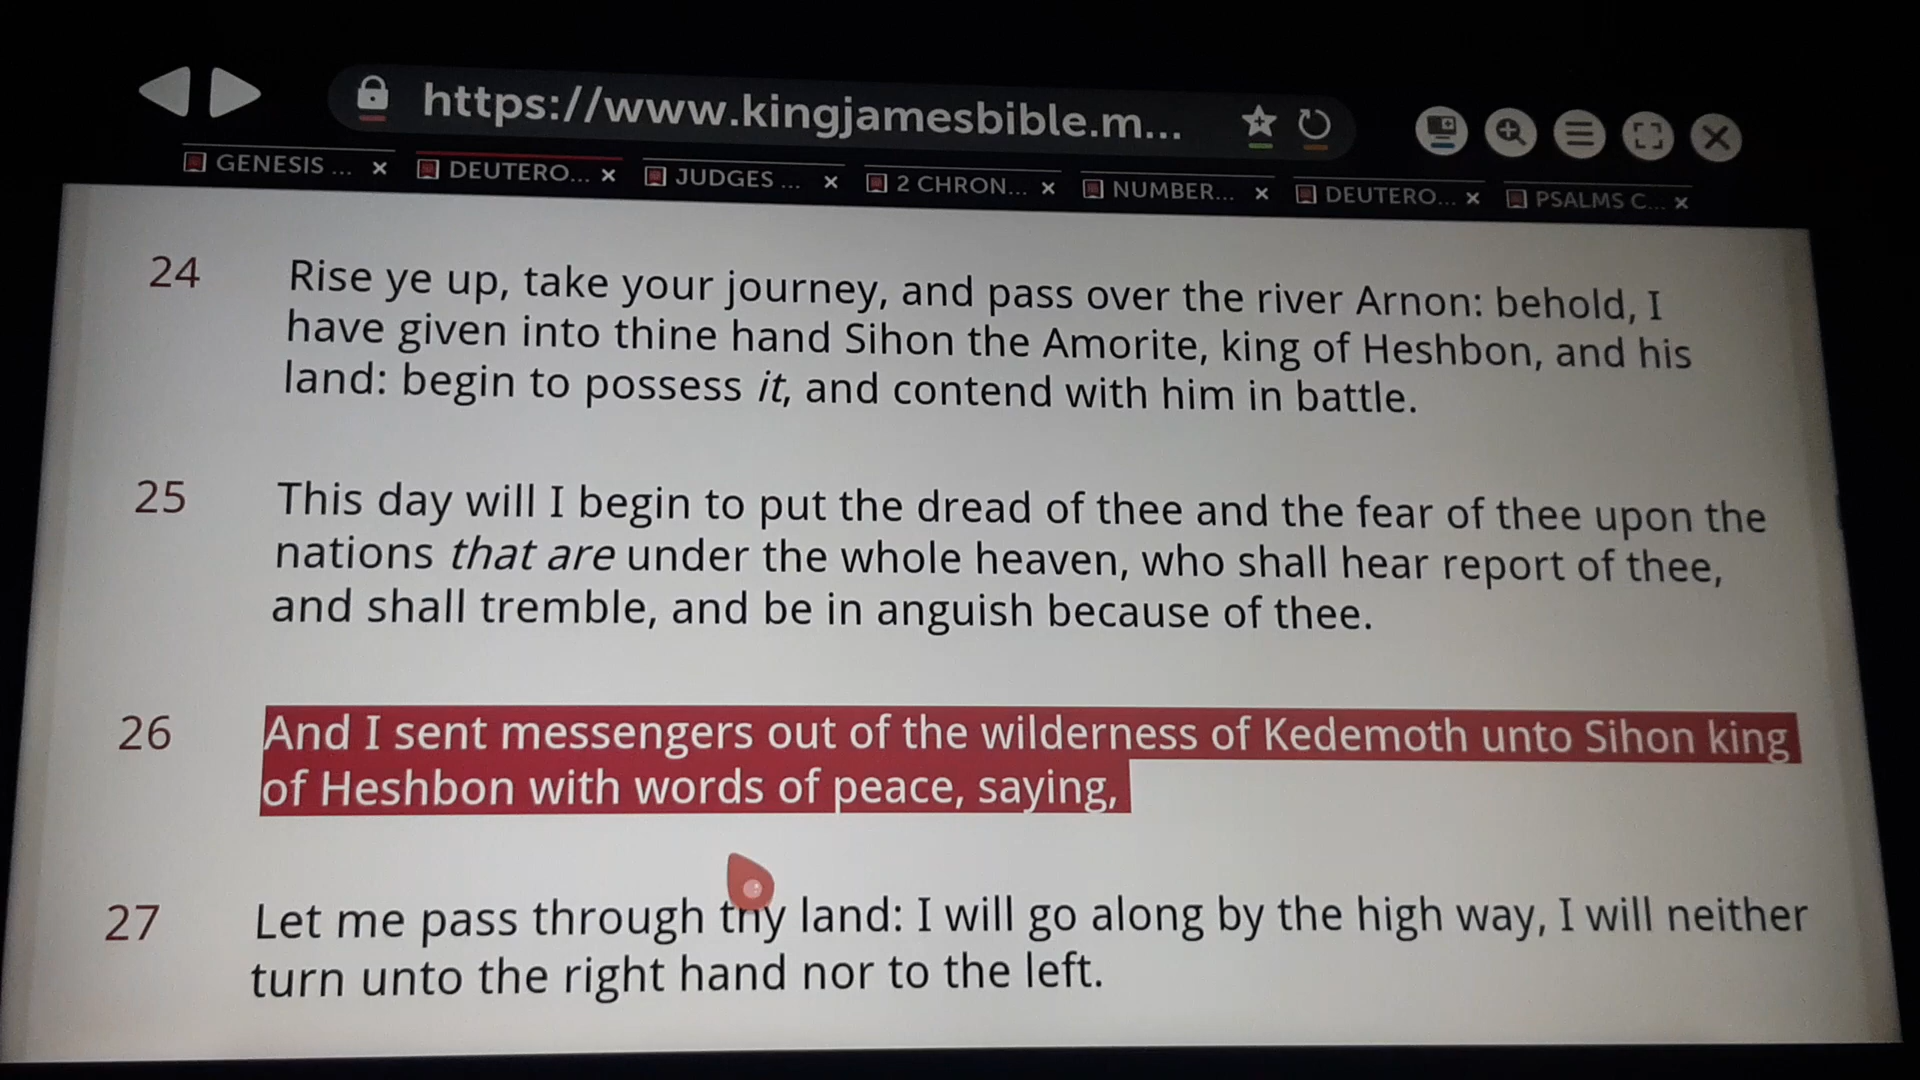 https://www.kingjamesbible.m...
GENESIS ... × DEUTERO... × JUDGES ... × 2 CHRON... × NUMBER... × DEUTERO... × PSALMS C... ×
24 Rise ye up, take your journey, and pass over the river Arnon: behold, I
have given into thine hand Sihon the Amorite, king of Heshbon, and his
land: begin to possess it, and contend with him in battle.
25 This day will I begin to put the dread of thee and the fear of thee upon the
nations that are under the whole heaven, who shall hear report of thee,
and shall tremble, and be in anguish because of thee.
26 And I sent messengers out of the wilderness of Kedemoth unto Sihon king
of Heshbon with words of peace, saying,
27 Let me pass through thy land: I will go along by the high way, I will neither
turn unto the right hand nor to the left.